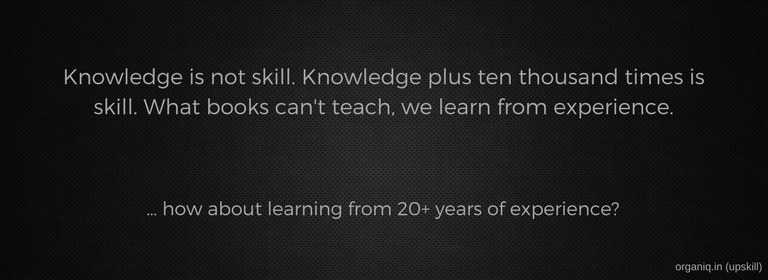 Knowledge is not skill. Knowledge plus ten thousand times is
skill. What books can't teach, we learn from experience.
... how about learning from 20+ years of experience?
organiq.in (upskill)